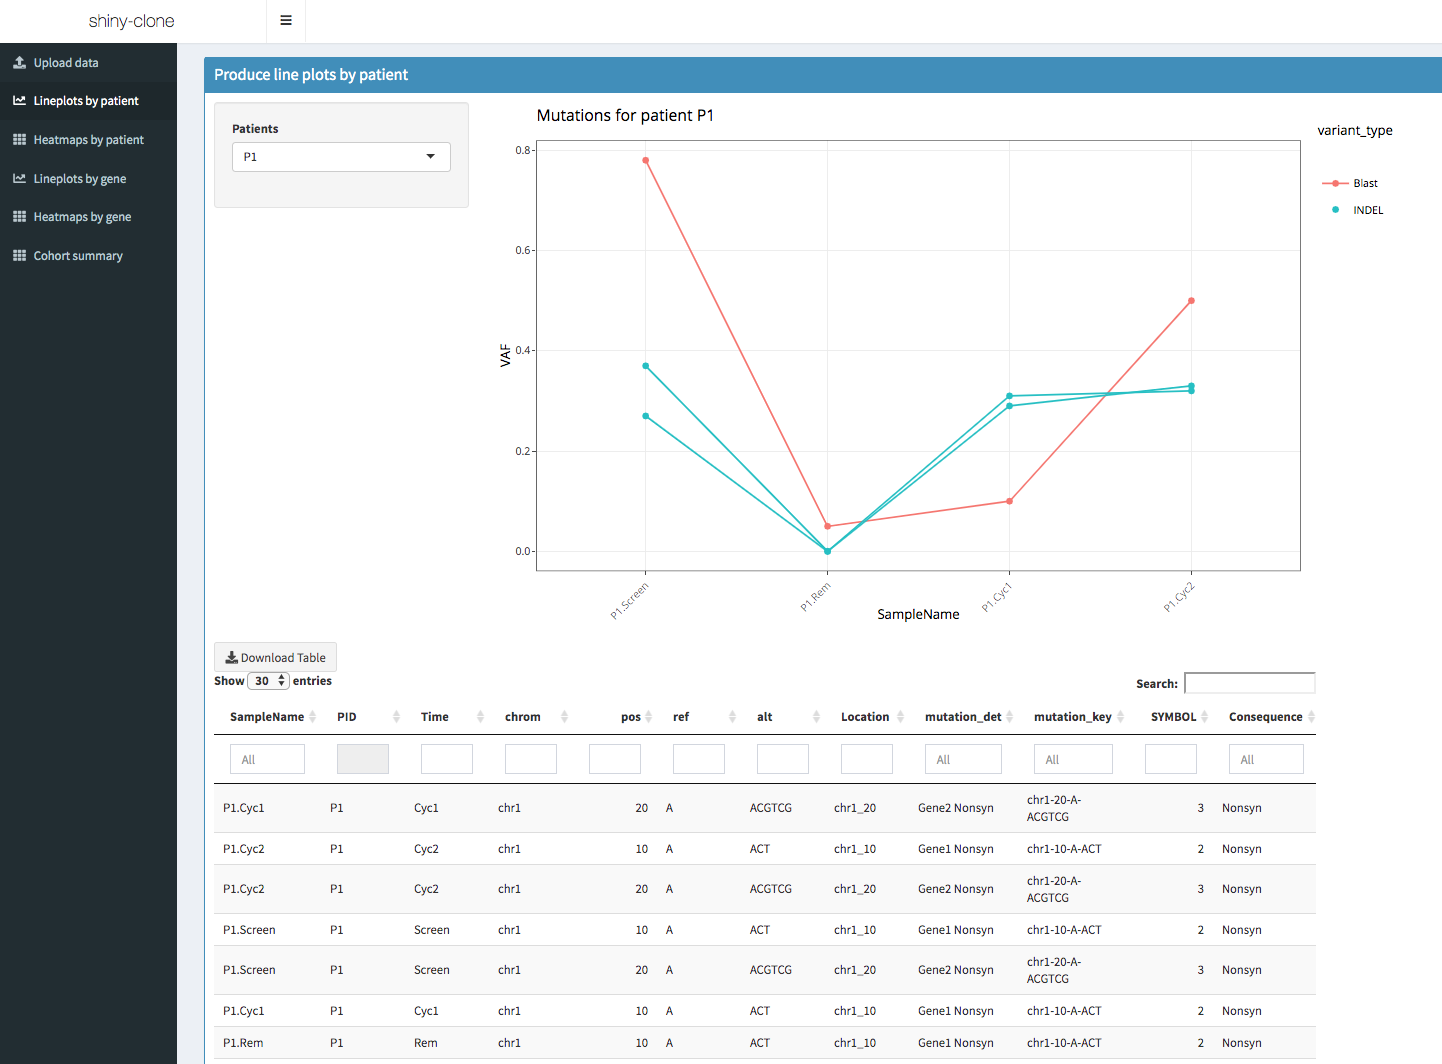 shiny-clone
Upload data
Lineplots by patient
Heatmaps by patient
Lineplots by gene
Heatmaps by gene
Cohort summary
Produce line plots by patient
Patients
P1
Mutations for patient P1
variant_type
Blast
INDEL
VAF
0.8
0.6
0.4
0.2
0.0
P1.Screen
P1.Rem
P1.Cyc1
P1.Cyc2
SampleName
Download Table
Show 30 entries
Search:
SampleName PID Time chrom pos ref alt Location mutation_det mutation_key SYMBOL Consequence
All All All All
P1.Cyc1 P1 Cyc1 chr1 20 A ACGTCG chr1_20 Gene2 Nonsyn chr1-20-A- 3 Nonsyn
ACGTCG
P1.Cyc2 P1 Cyc2 chr1 10 A ACT chr1_10 Gene1 Nonsyn chr1-10-A-ACT 2 Nonsyn
P1.Cyc2 P1 Cyc2 chr1 20 A ACGTCG chr1_20 Gene2 Nonsyn chr1-20-A- 3 Nonsyn
ACGTCG
P1.Screen P1 Screen chr1 10 A ACT chr1_10 Gene1 Nonsyn chr1-10-A-ACT 2 Nonsyn
P1.Screen P1 Screen chr1 20 A ACGTCG chr1_20 Gene2 Nonsyn chr1-20-A- 3 Nonsyn
ACGTCG
P1.Cyc1 P1 Cyc1 chr1 10 A ACT chr1_10 Gene1 Nonsyn chr1-10-A-ACT 2 Nonsyn
P1.Rem P1 Rem chr1 10 A ACT chr1_10 Gene1 Nonsyn chr1-10-A-ACT 2 Nonsyn